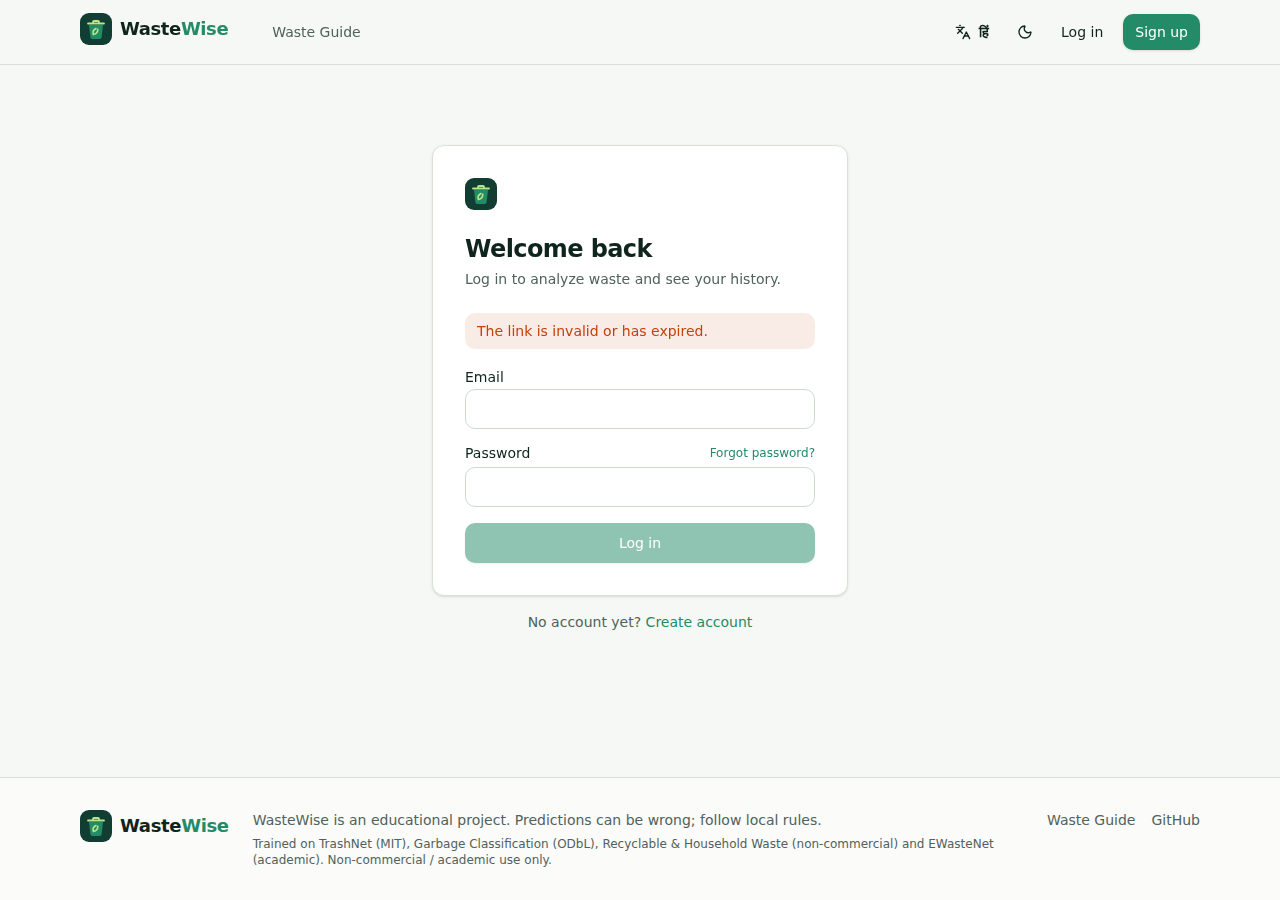 WasteWise
Waste Guide
हिं
Log in
Sign up
Welcome back
Log in to analyze waste and see your history.
The link is invalid or has expired.
Email
Password
Forgot password?
Log in
No account yet? Create account
WasteWise
WasteWise is an educational project. Predictions can be wrong; follow local rules.
Trained on TrashNet (MIT), Garbage Classification (ODbL), Recyclable & Household Waste (non-commercial) and EWasteNet
(academic). Non-commercial / academic use only.
Waste Guide
GitHub